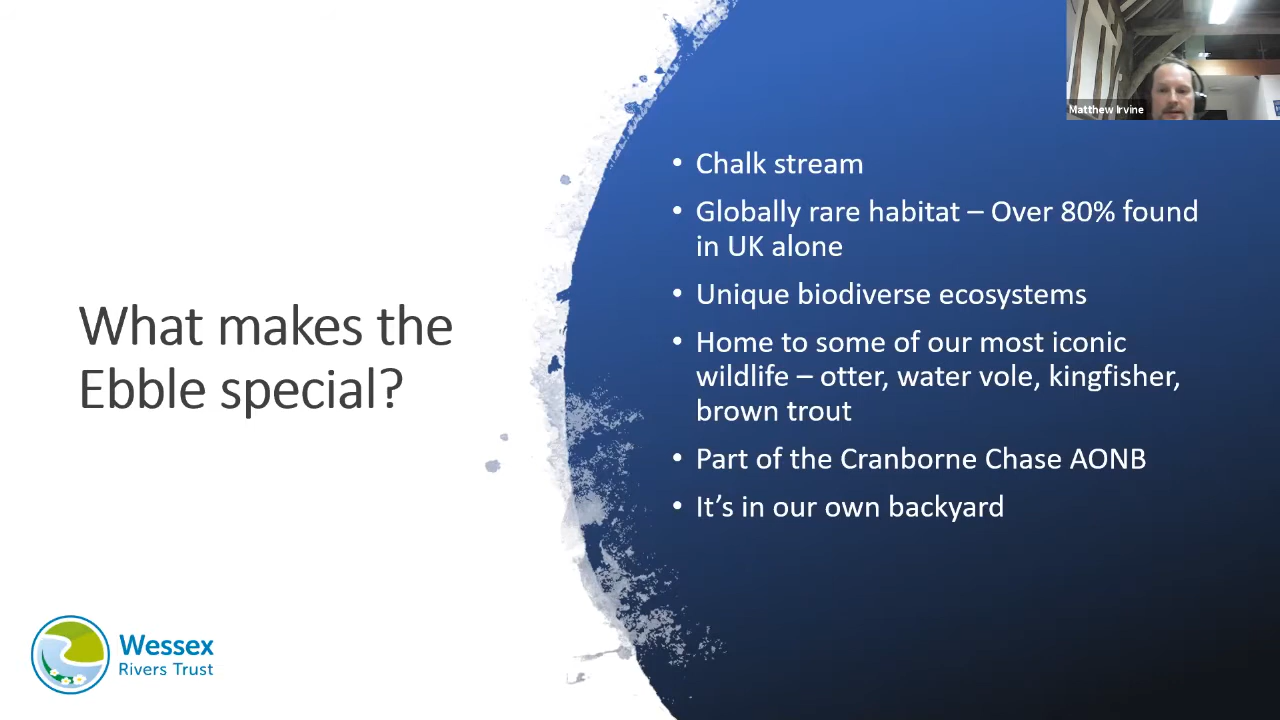 Matthew Irvine
What makes the
Ebble special?
• Chalk stream
• Globally rare habitat – Over 80% found
in UK alone
• Unique biodiverse ecosystems
• Home to some of our most iconic
wildlife – otter, water vole, kingfisher,
brown trout
• Part of the Cranborne Chase AONB
• It’s in our own backyard
Wessex
Rivers Trust